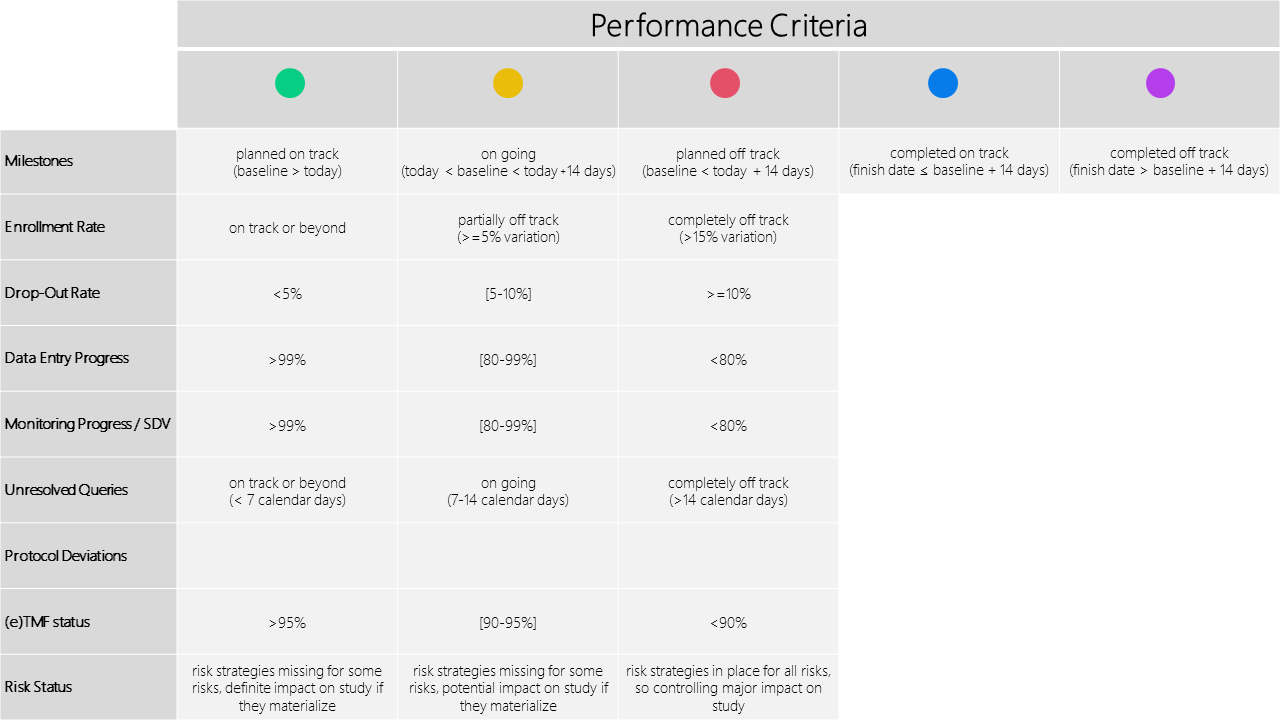 Performance Criteria
Milestones
planned on track
(baseline > today)
on going
(today < baseline < today+14 days)
planned off track
(baseline < today + 14 days)
completed on track
(finish date ≤ baseline + 14 days)
completed off track
(finish date > baseline + 14 days)
Enrollment Rate
on track or beyond
partially off track
(>=5% variation)
completely off track
(>15% variation)
Drop-Out Rate
<5%
[5-10%]
>=10%
Data Entry Progress
>99%
[80-99%]
<80%
Monitoring Progress / SDV
>99%
[80-99%]
<80%
Unresolved Queries
on track or beyond
(< 7 calendar days)
on going
(7-14 calendar days)
completely off track
(>14 calendar days)
Protocol Deviations
(e)TMF status
>95%
[90-95%]
<90%
Risk Status
risk strategies missing for some
risks, definite impact on study if
they materialize
risk strategies missing for some
risks, potential impact on study if
they materialize
risk strategies in place for all risks,
so controlling major impact on
study